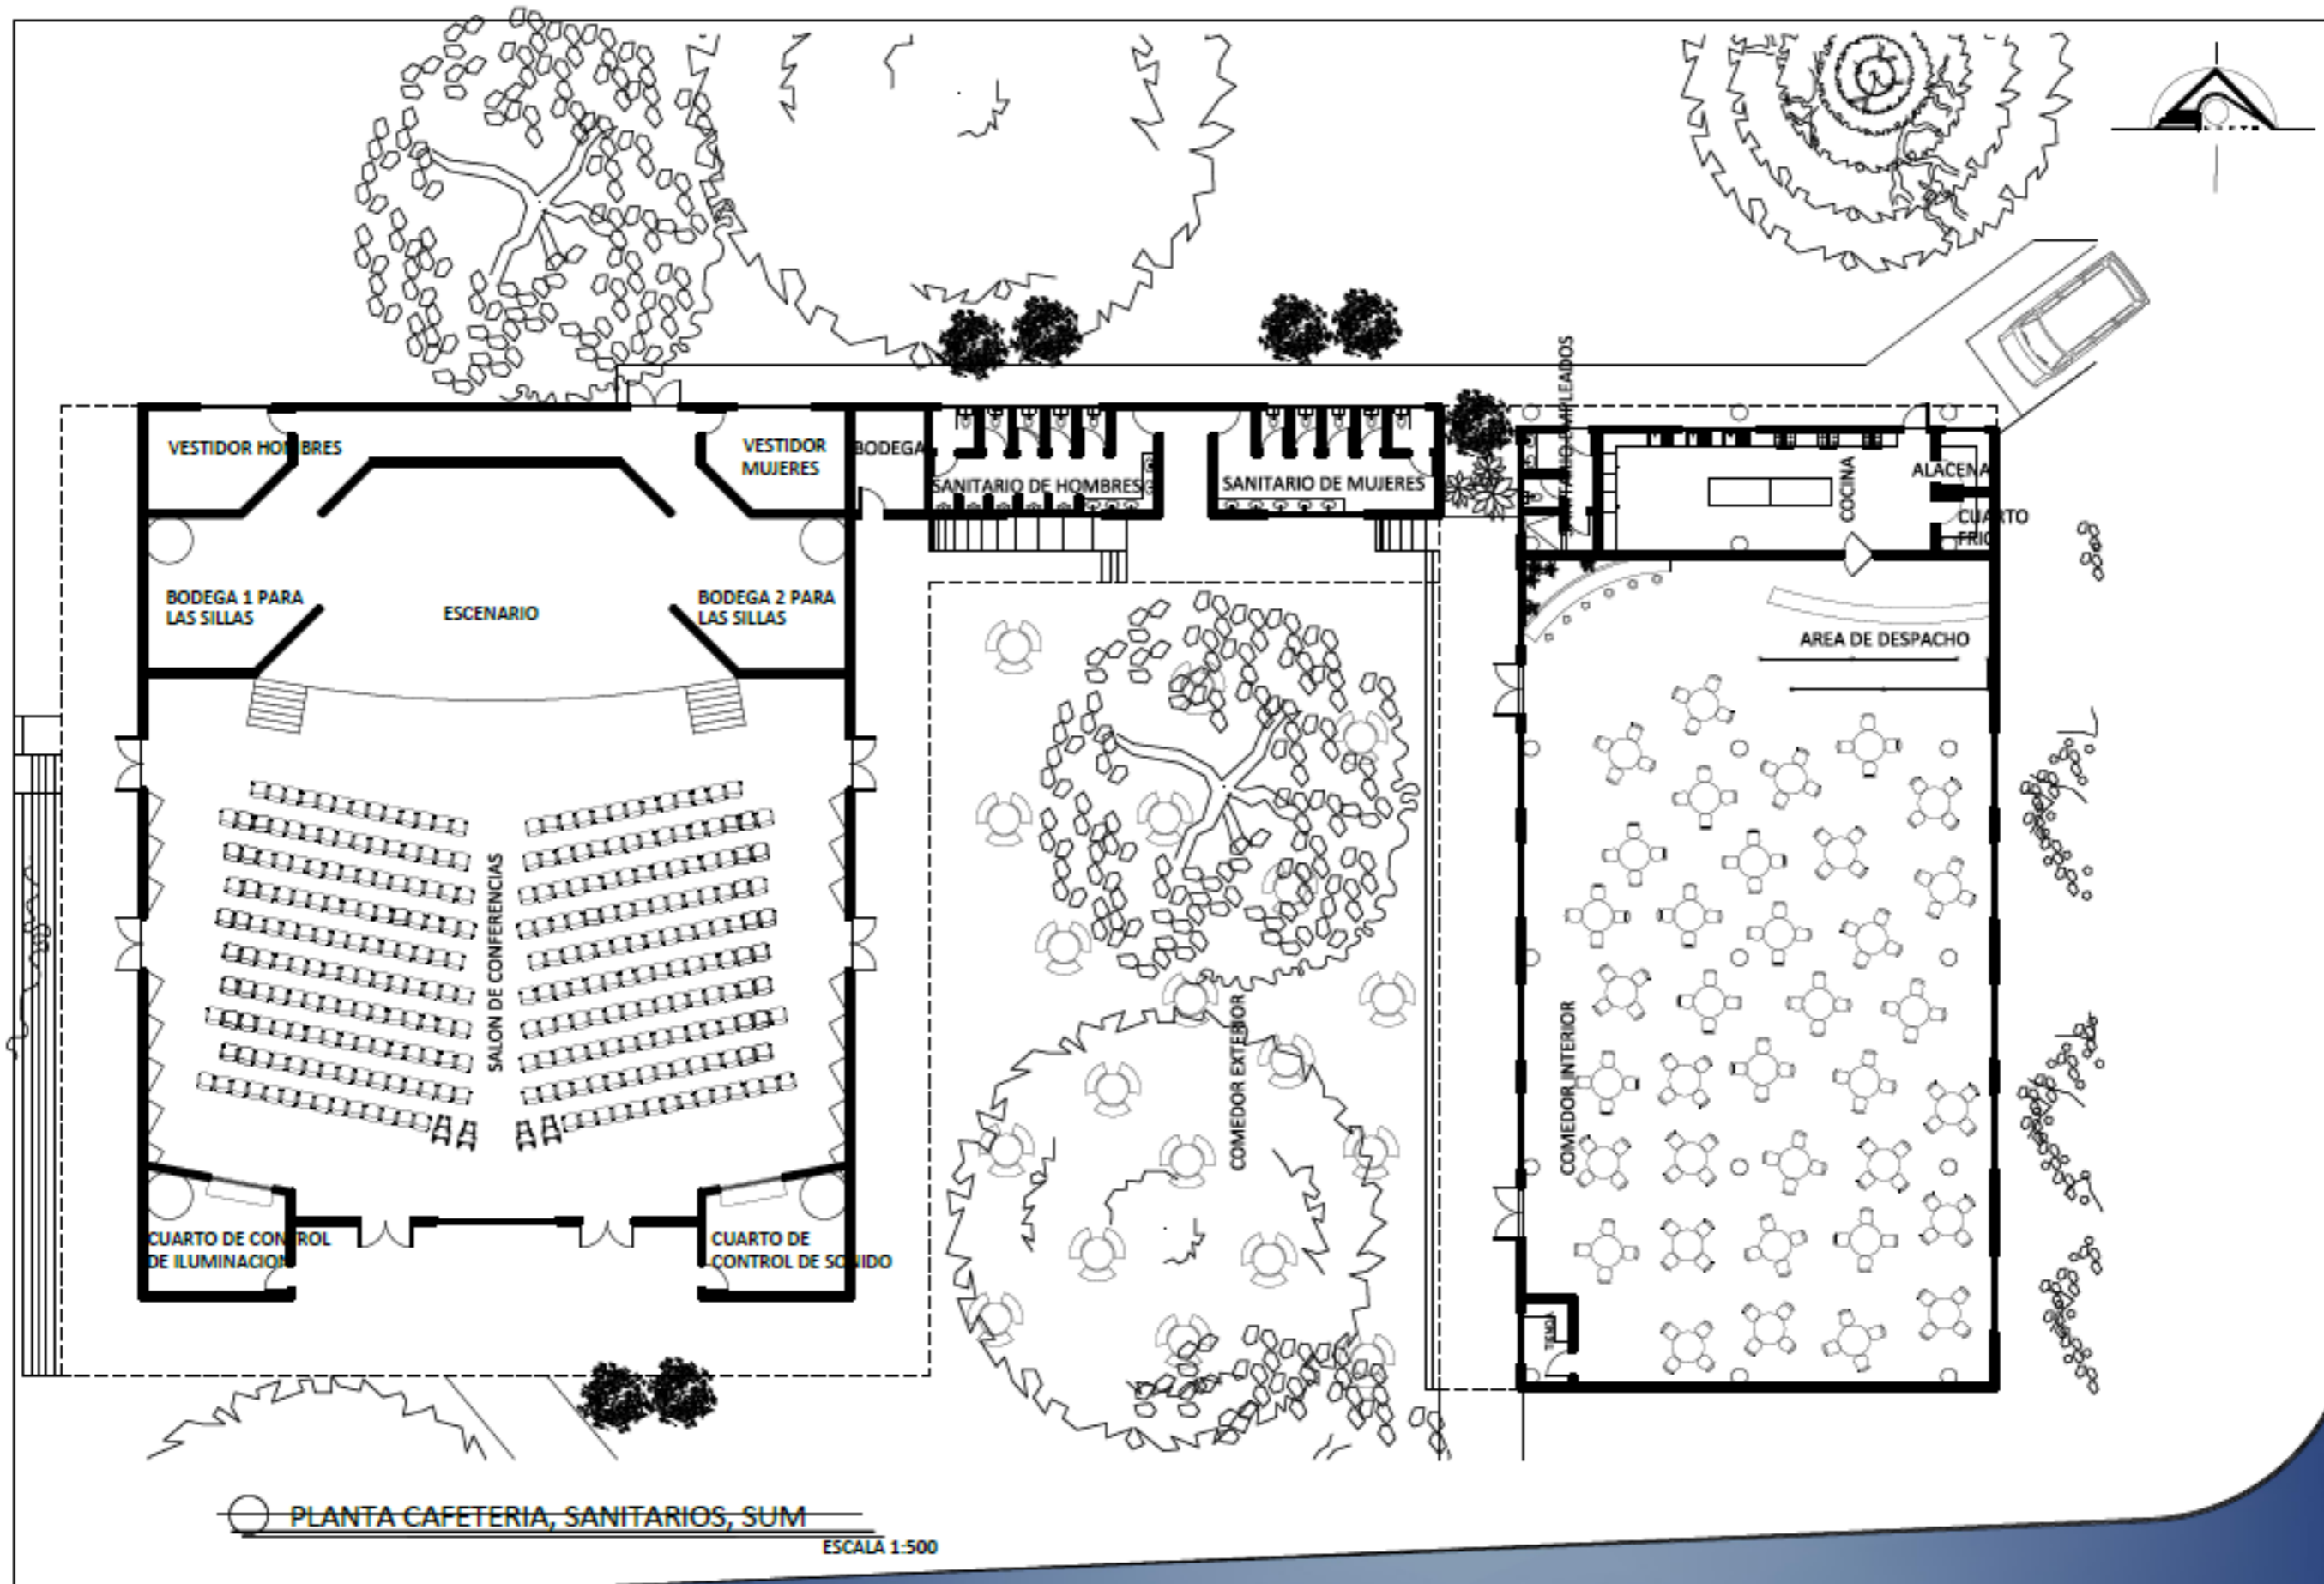 SANITARIO EMPLEADOS
VESTIDOR HOMBRES
VESTIDOR
MUJERES
BODEGA
SANITARIO DE HOMBRES
SANITARIO DE MUJERES
COCINA
ALACENA
CUARTO
FRIO
BODEGA 1 PARA
LAS SILLAS
ESCENARIO
BODEGA 2 PARA
LAS SILLAS
AREA DE DESPACHO
SALON DE CONFERENCIAS
COMEDOR EXTERIOR
COMEDOR INTERIOR
CUARTO DE CONTROL
DE ILUMINACION
CUARTO DE
CONTROL DE SONIDO
TIENDA
PLANTA CAFETERIA, SANITARIOS, SUM
ESCALA 1:500